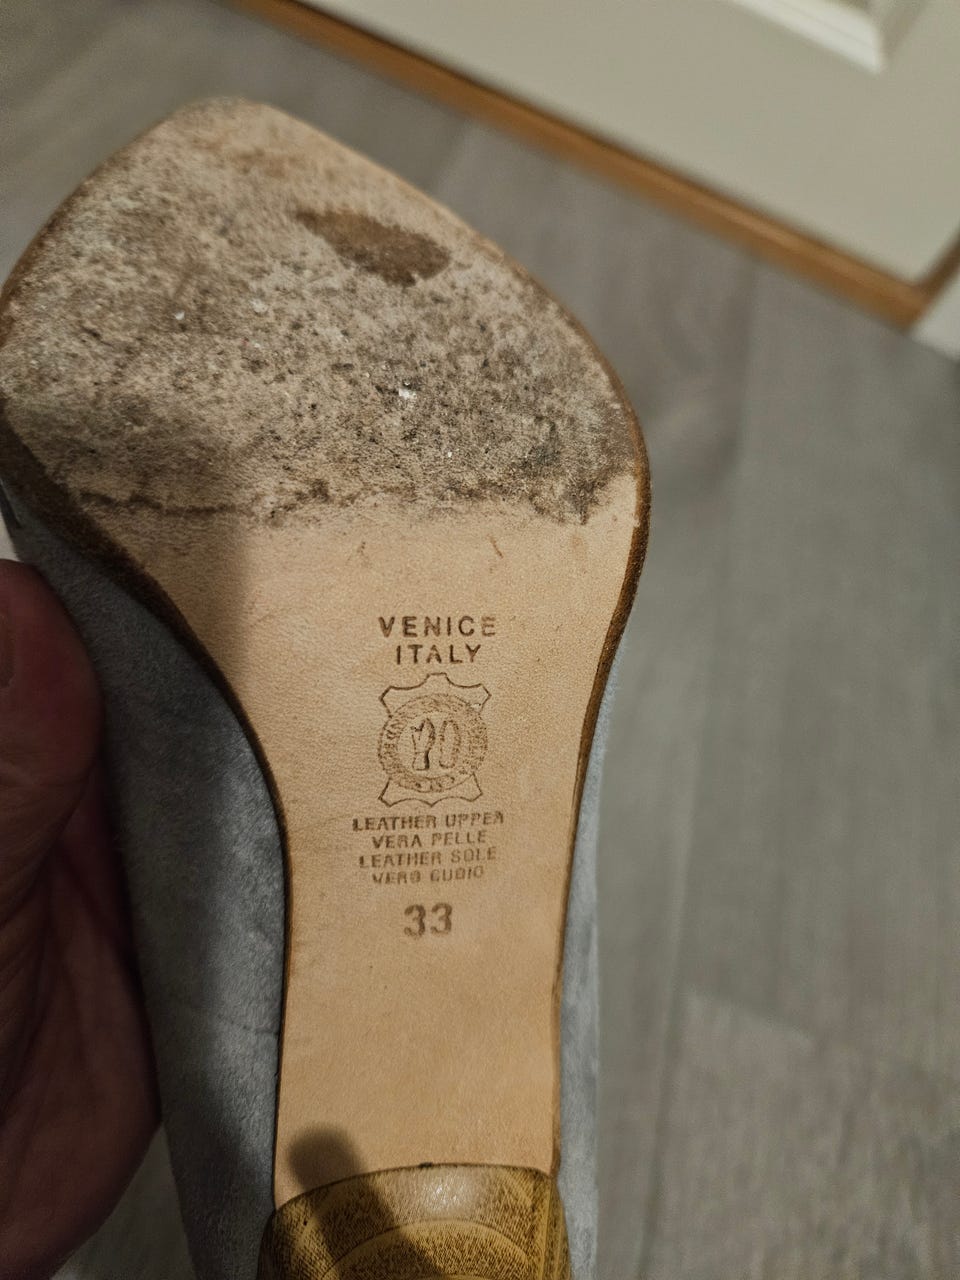 VENICE
ITALY
LEATHER UPPER
VERA PELLE
LEATHER SOLE
VERO CUOIO
33